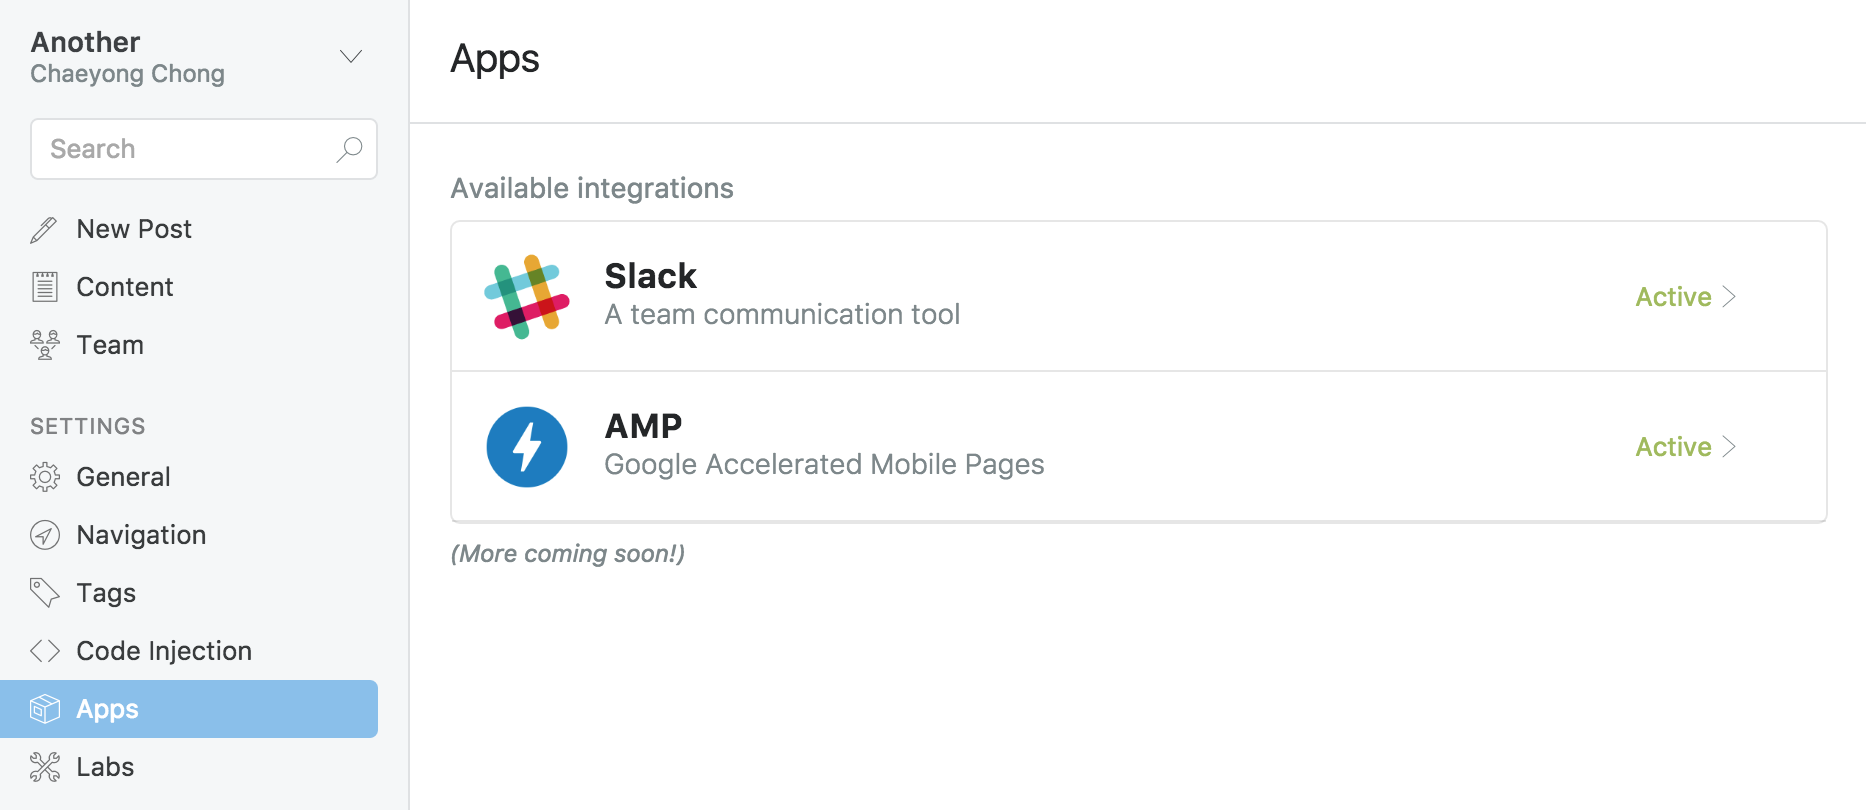 Another
Chaeyong Chong
Search
New Post
Content
Team
SETTINGS
General
Navigation
Tags
Code Injection
Apps
Labs
Apps
Available integrations
Slack
A team communication tool
Active
AMP
Google Accelerated Mobile Pages
Active
(More coming soon!)